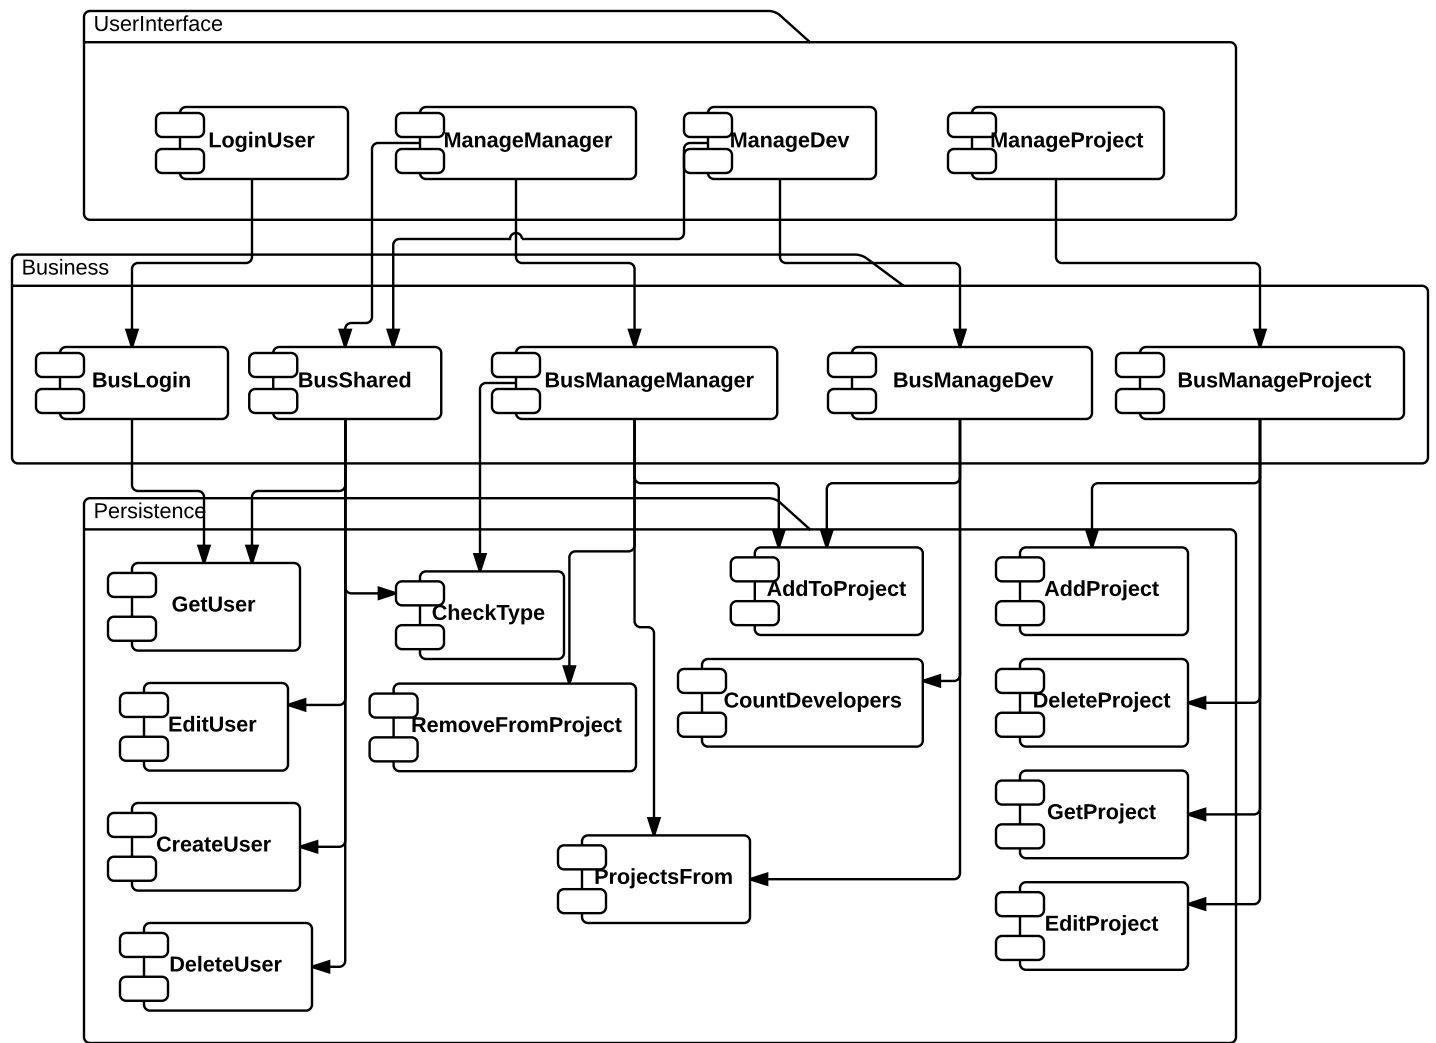 UserInterface
LoginUser
ManageManager
ManageDev
ManageProject
Business
BusLogin
BusShared
BusManageManager
BusManageDev
BusManageProject
Persistence
GetUser
CheckType
AddToProject
AddProject
EditUser
RemoveFromProject
CountDevelopers
DeleteProject
CreateUser
ProjectsFrom
GetProject
DeleteUser
EditProject